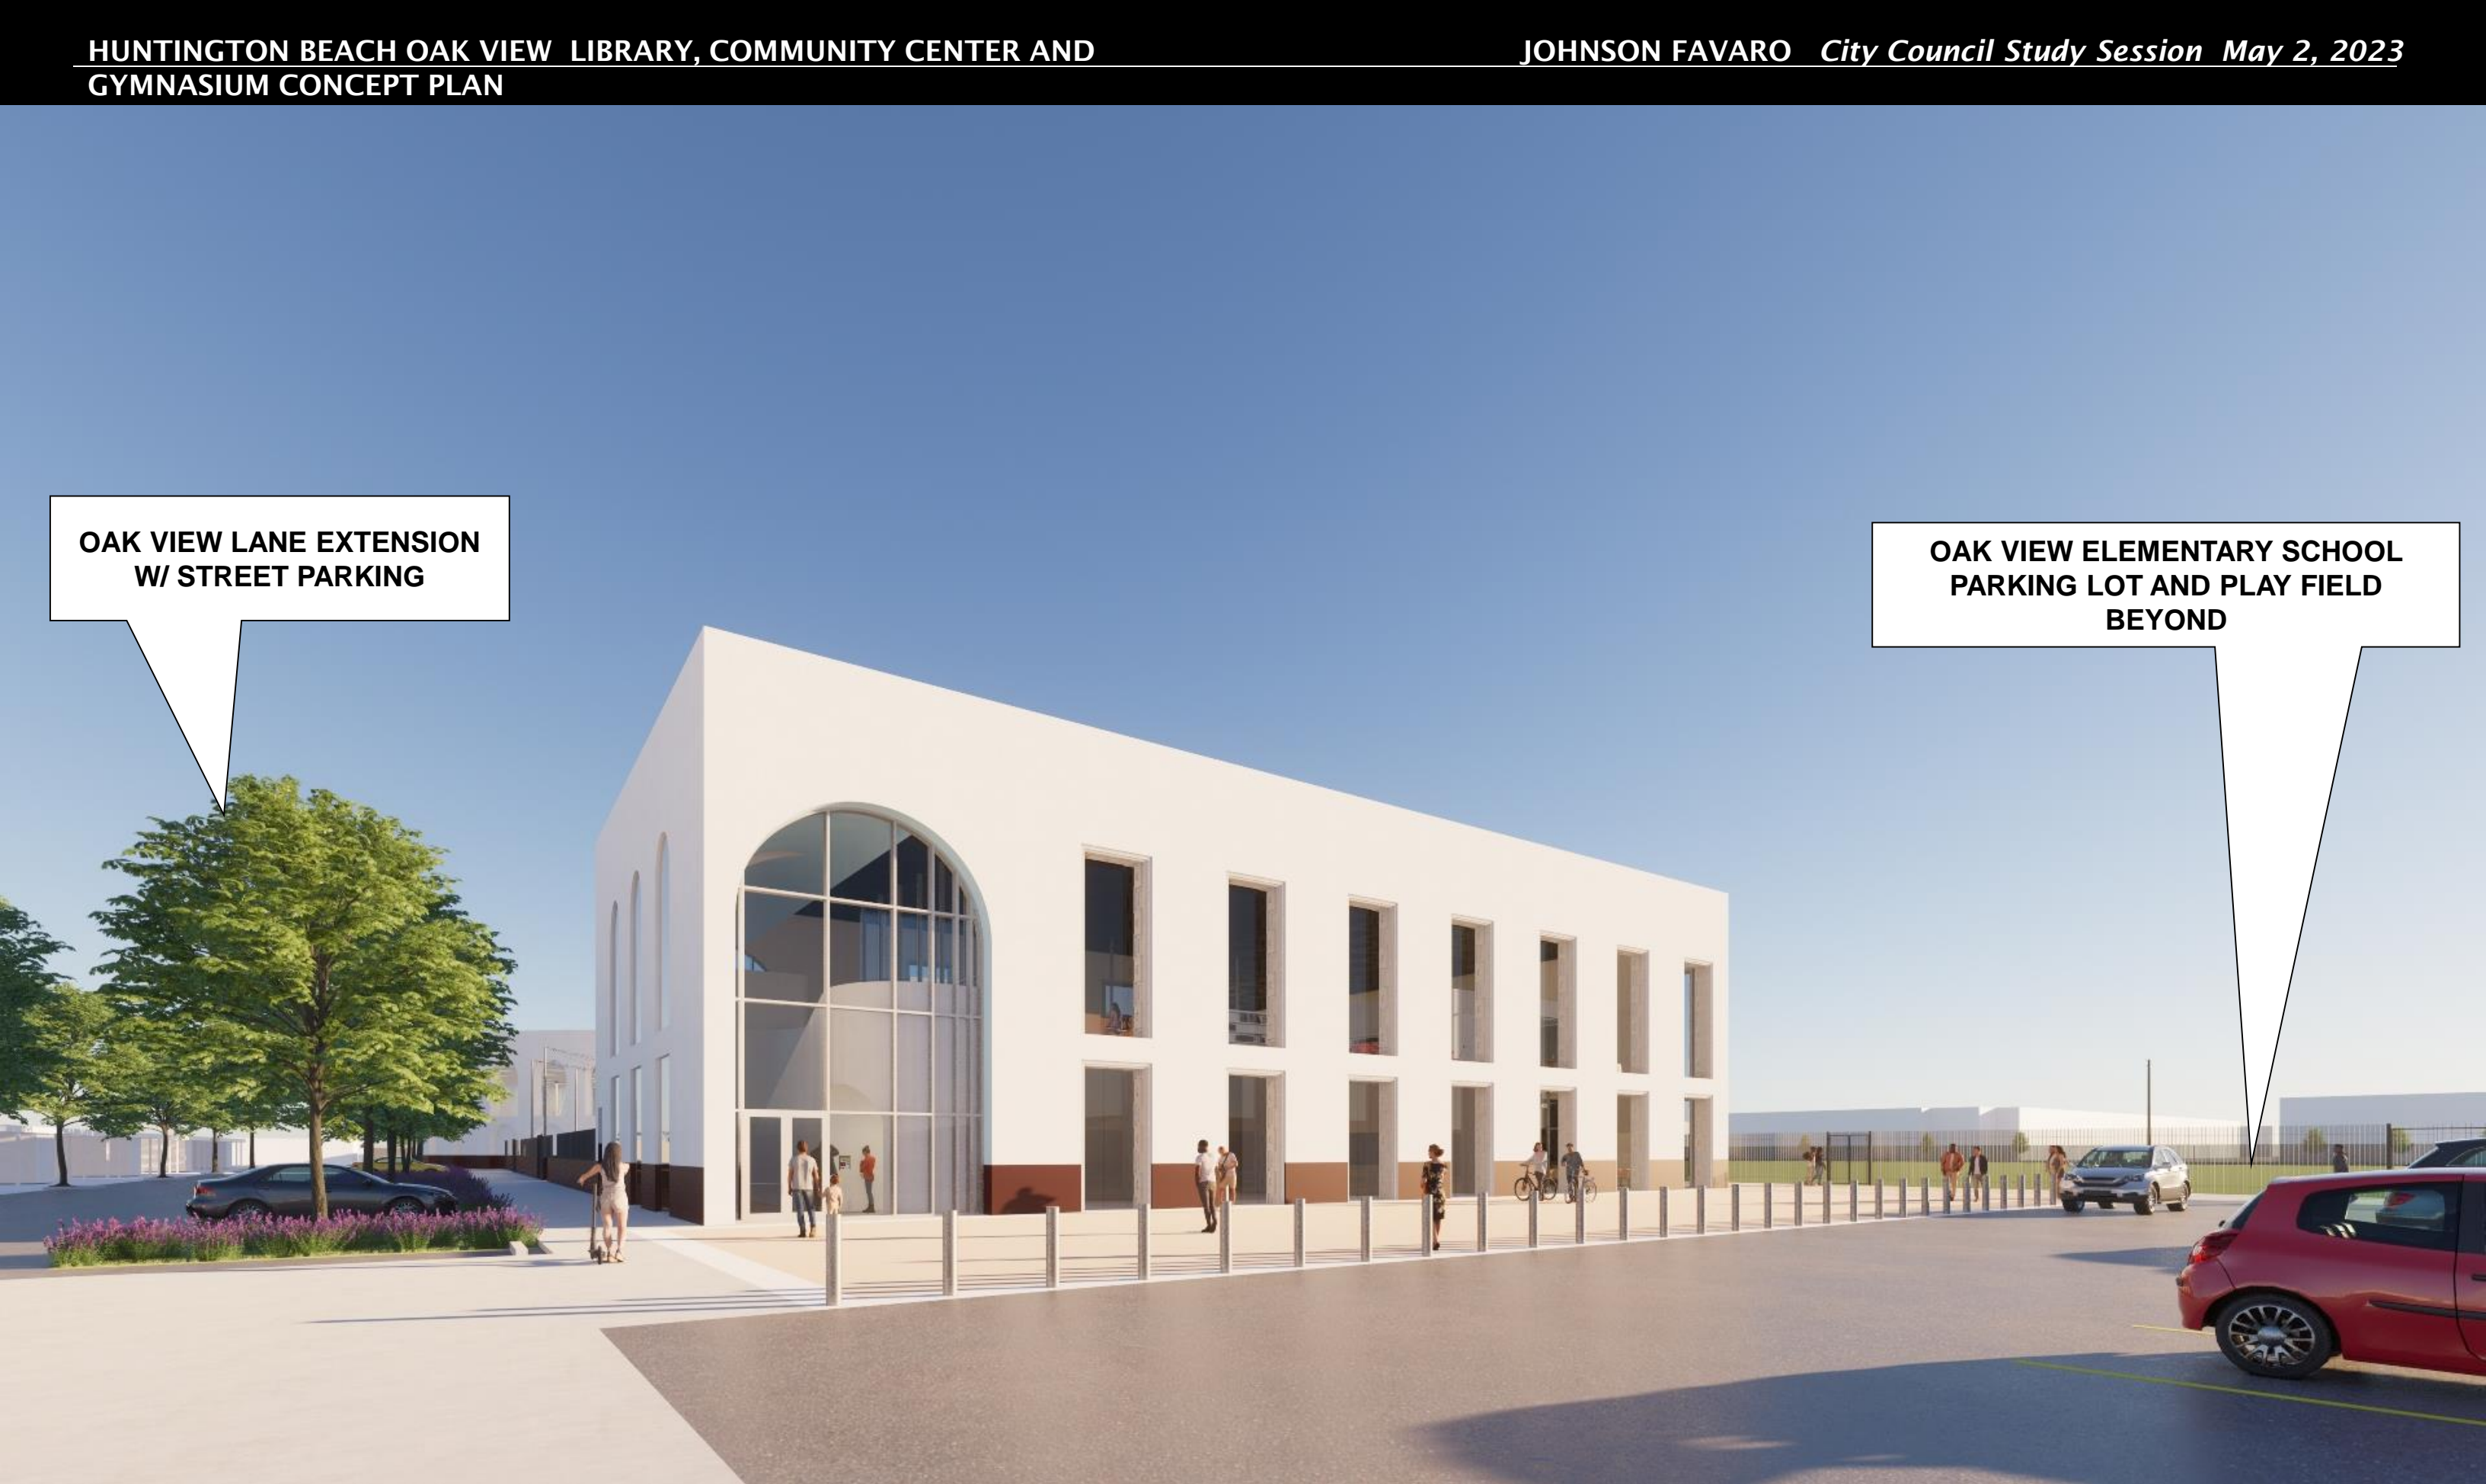 HUNTINGTON BEACH OAK VIEW LIBRARY, COMMUNITY CENTER AND
GYMNASIUM CONCEPT PLAN
JOHNSON FAVARO City Council Study Session May 2, 2023
OAK VIEW LANE EXTENSION
W/ STREET PARKING
OAK VIEW ELEMENTARY SCHOOL
PARKING LOT AND PLAY FIELD
BEYOND